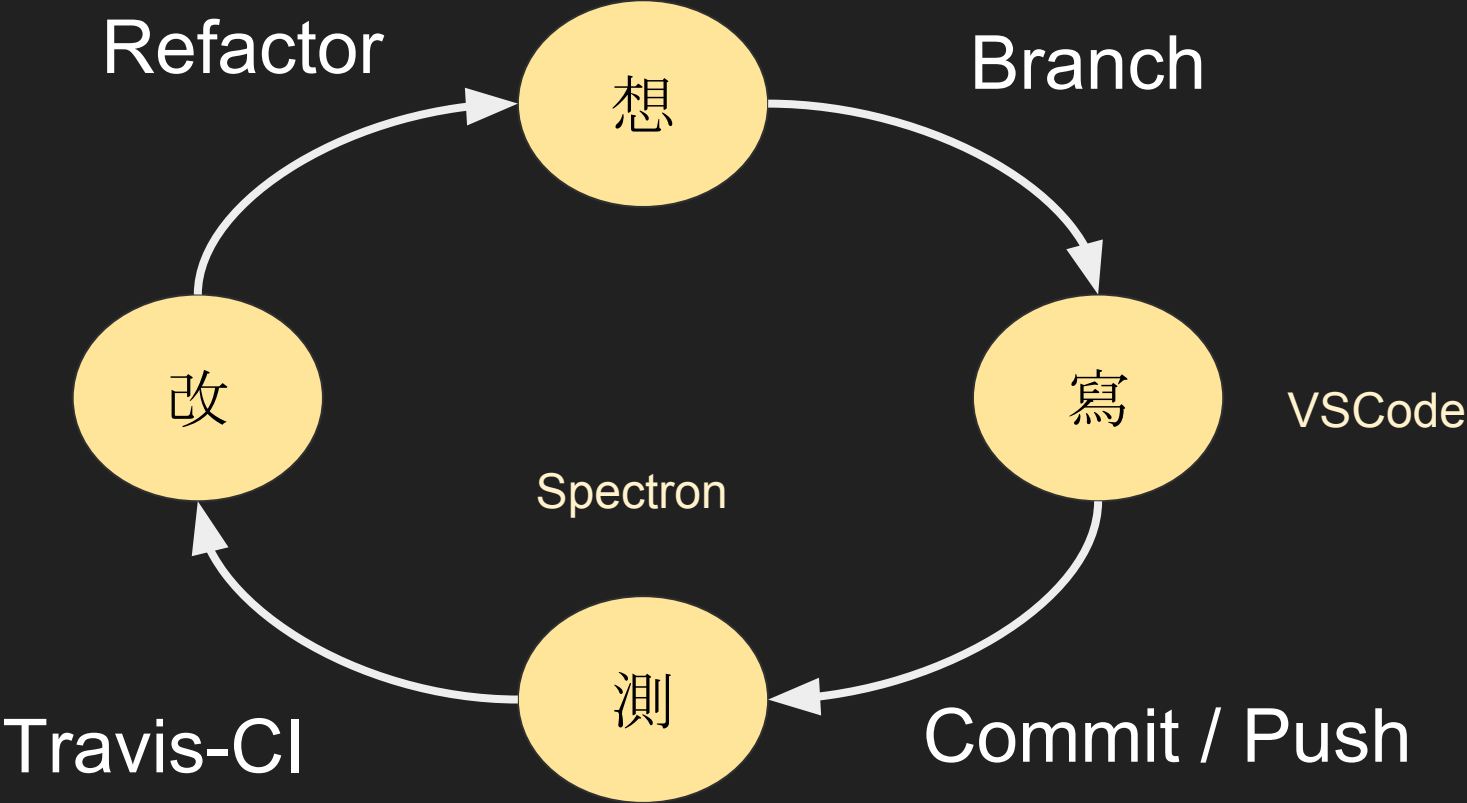 Refactor
想
Branch
改
寫
VSCode
Spectron
測
Travis-CI
Commit / Push